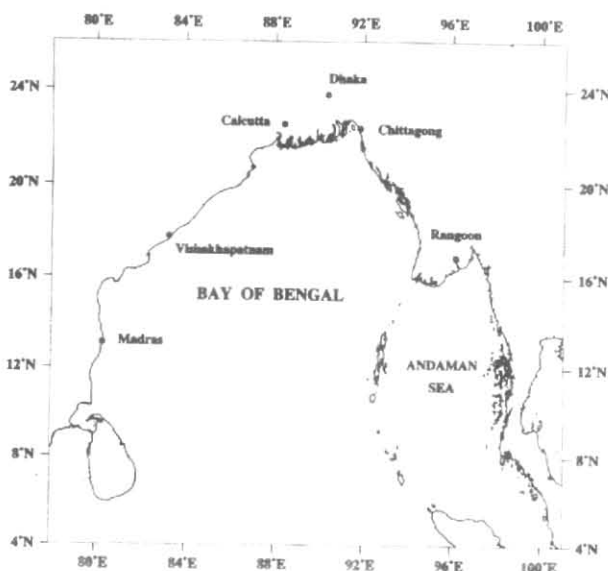 80°E 84°E 88°E 92°E 96°E 100°E
Dhaka
24°N 24°N
Calcutta Chittagong
20°N 20°N
Rangoon
Vishakhapatnam
16°N 16°N
BAY OF BENGAL
Madras
12°N ANDAMAN 12°N
SEA
8°N 8°N
4°N 4°N
80°E 84°E 88°E 92°E 96°E 100°E